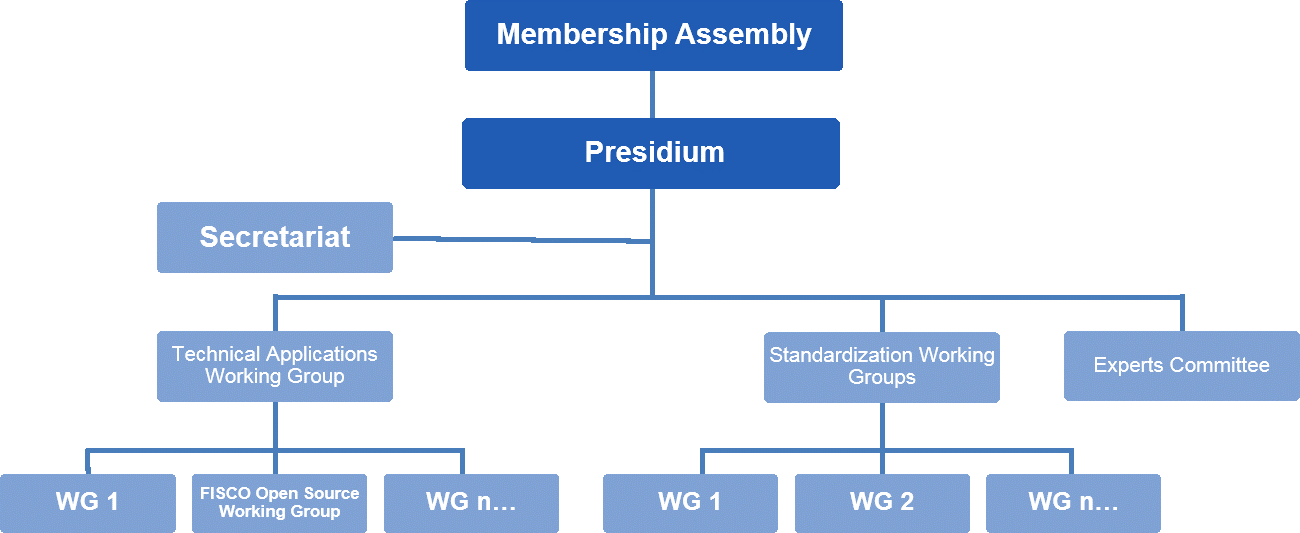 Membership Assembly
Presidium
Secretariat
Technical Applications
Working Group
Standardization Working
Groups
Experts Committee
WG 1
FISCO Open Source
Working Group
WG n…
WG 1
WG 2
WG n…